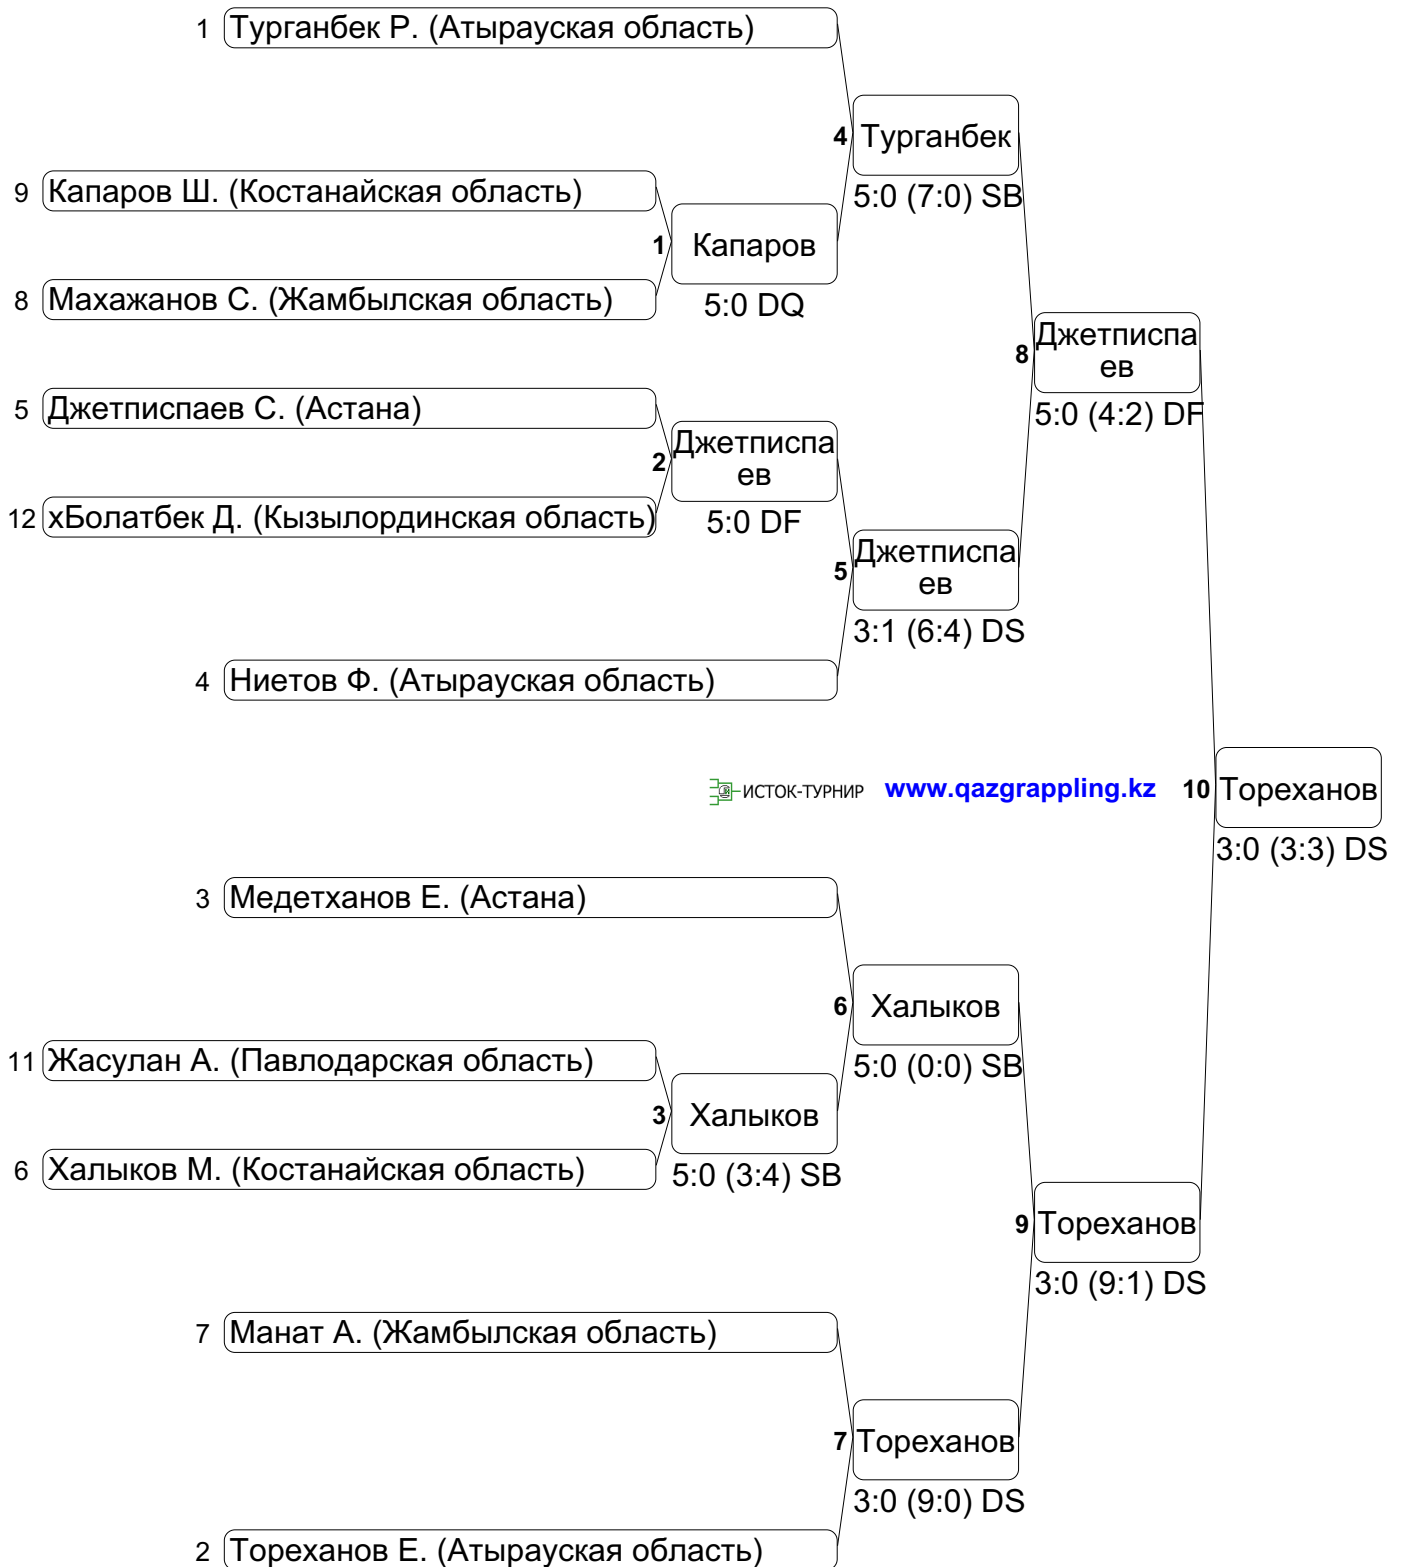 1 Турганбек Р. (Атырауская область)
4 Турганбек
5:0 (7:0) SB
9 Капаров Ш. (Костанайская область)
1 Капаров
5:0 DQ
8 Махажанов С. (Жамбылская область)
8 Джетписпа
ев
5:0 (4:2) DF
5 Джетписпаев С. (Астана)
2 Джетписпа
ев
5:0 DF
12 хБолатбек Д. (Кызылординская область)
5 Джетписпа
ев
3:1 (6:4) DS
4 Ниетов Ф. (Атырауская область)
ИСТОК-ТУРНИР www.qazgrappling.kz 10 Тореханов
3:0 (3:3) DS
3 Медетханов Е. (Астана)
6 Халыков
5:0 (0:0) SB
11 Жасулан А. (Павлодарская область)
3 Халыков
5:0 (3:4) SB
6 Халыков М. (Костанайская область)
9 Тореханов
3:0 (9:1) DS
7 Манат А. (Жамбылская область)
7 Тореханов
3:0 (9:0) DS
2 Тореханов Е. (Атырауская область)